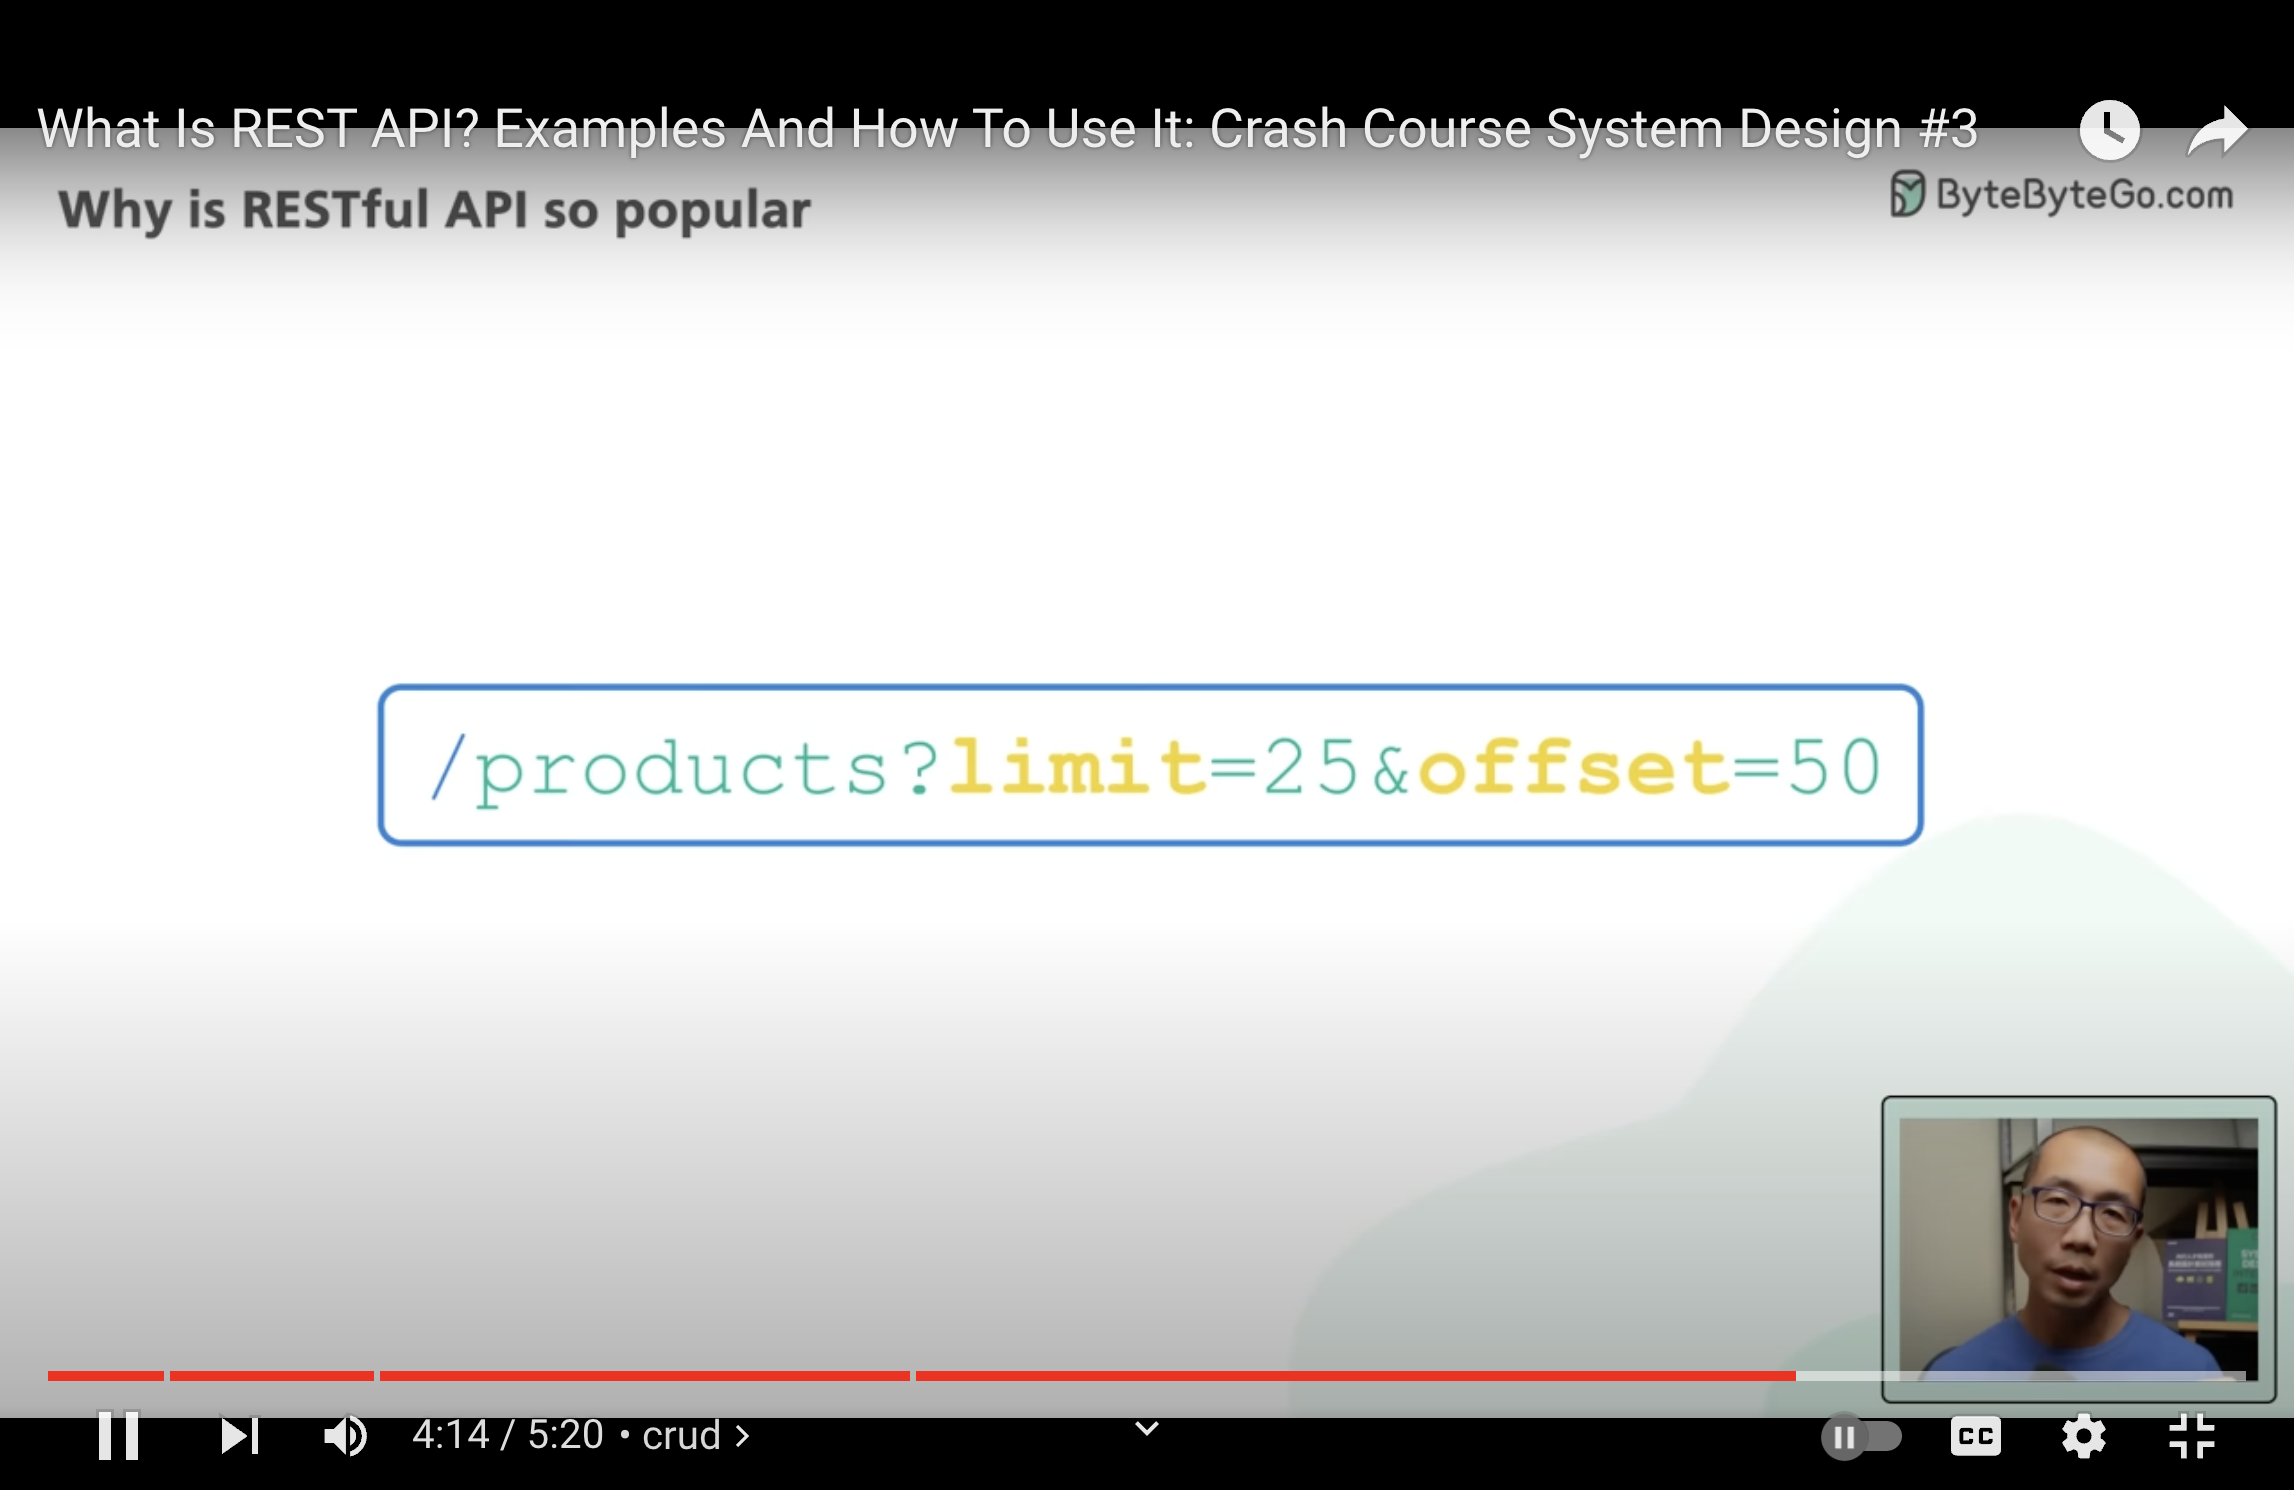 What Is REST API? Examples And How To Use It: Crash Course System Design #3
Why is RESTful API so popular
ByteByteGo.com
/products?limit=25&offset=50
4:14 / 5:20 • crud >
CC